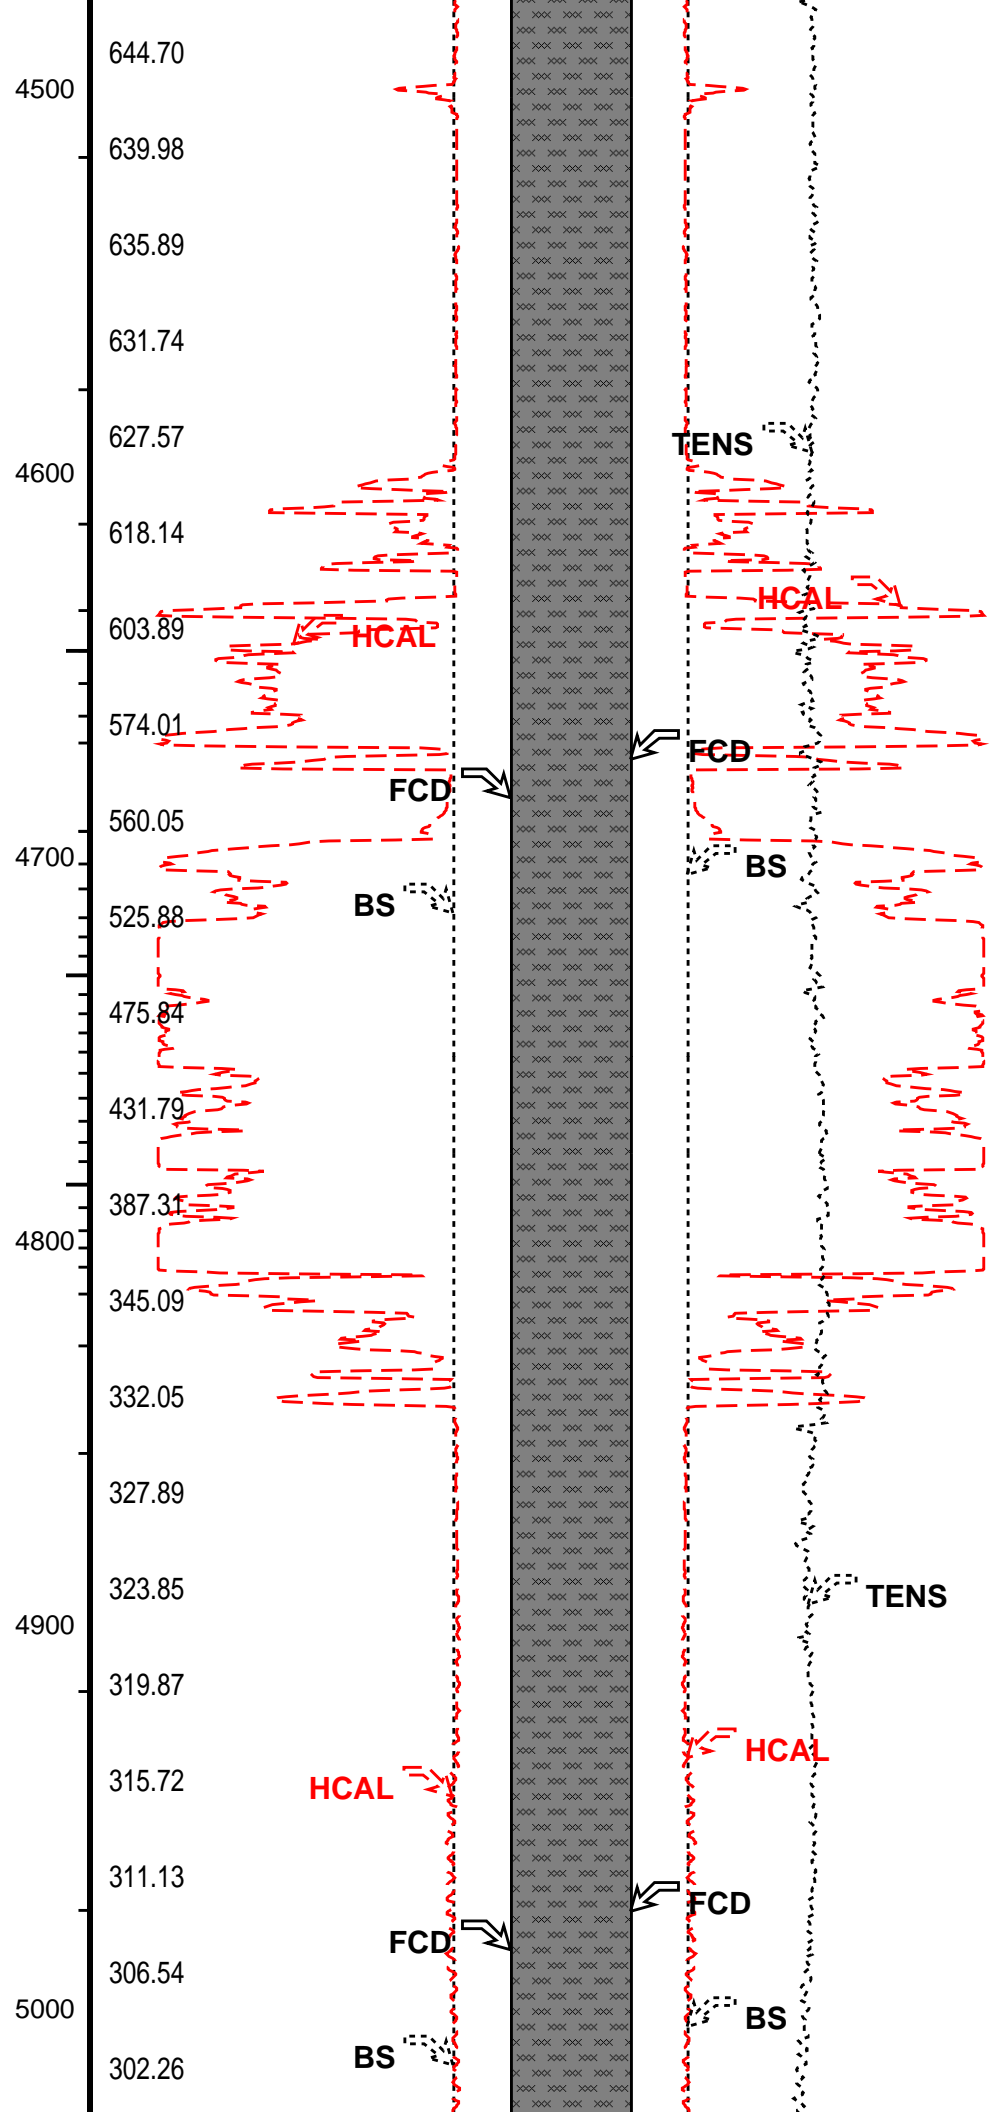 644.70
4500
639.98
635.89
631.74
627.57
TENS
4600
618.14
HCAL
603.89
HCAL
574.01
FCD
FCD
560.05
4700
BS
BS
525.88
475.84
431.79
387.31
4800
345.09
332.05
327.89
323.85
TENS
4900
319.87
HCAL
315.72
HCAL
311.13
FCD
FCD
306.54
5000
BS
BS
302.26